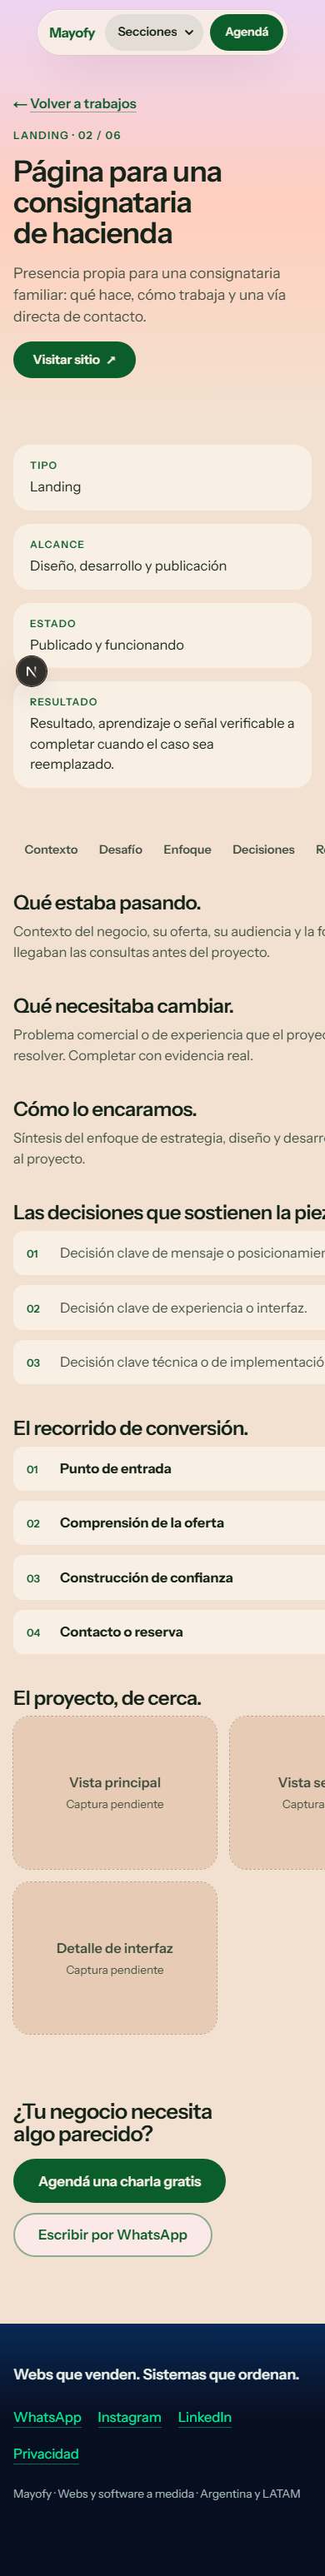 Mayofy
Secciones
Agendá
← Volver a trabajos
LANDING · 02 / 06
Página para una
consignataria
de hacienda
Presencia propia para una consignataria
familiar: qué hace, cómo trabaja y una vía
directa de contacto.
Visitar sitio ↗
TIPO
Landing
ALCANCE
Diseño, desarrollo y publicación
ESTADO
Publicado y funcionando
N
RESULTADO
Resultado, aprendizaje o señal verificable a
completar cuando el caso sea
reemplazado.
Contexto Desafío Enfoque Decisiones
Qué estaba pasando.
Contexto del negocio, su oferta, su audiencia y la
llegaban las consultas antes del proyecto.
Qué necesitaba cambiar.
Problema comercial o de experiencia que el
resolver. Completar con evidencia real.
Cómo lo encaramos.
Síntesis del enfoque de estrategia, diseño y
al proyecto.
Las decisiones que sostienen la
01 Decisión clave de mensaje o
02 Decisión clave de experiencia o interfaz.
03 Decisión clave técnica o de
El recorrido de conversión.
01 Punto de entrada
02 Comprensión de la oferta
03 Construcción de confianza
04 Contacto o reserva
El proyecto, de cerca.
Vista principal
Captura pendiente
Vista
Captura
Detalle de interfaz
Captura pendiente
¿Tu negocio necesita
algo parecido?
Agendá una charla gratis
Escribir por WhatsApp
Webs que venden. Sistemas que ordenan.
WhatsApp Instagram LinkedIn
Privacidad
Mayofy · Webs y software a medida · Argentina y LATAM